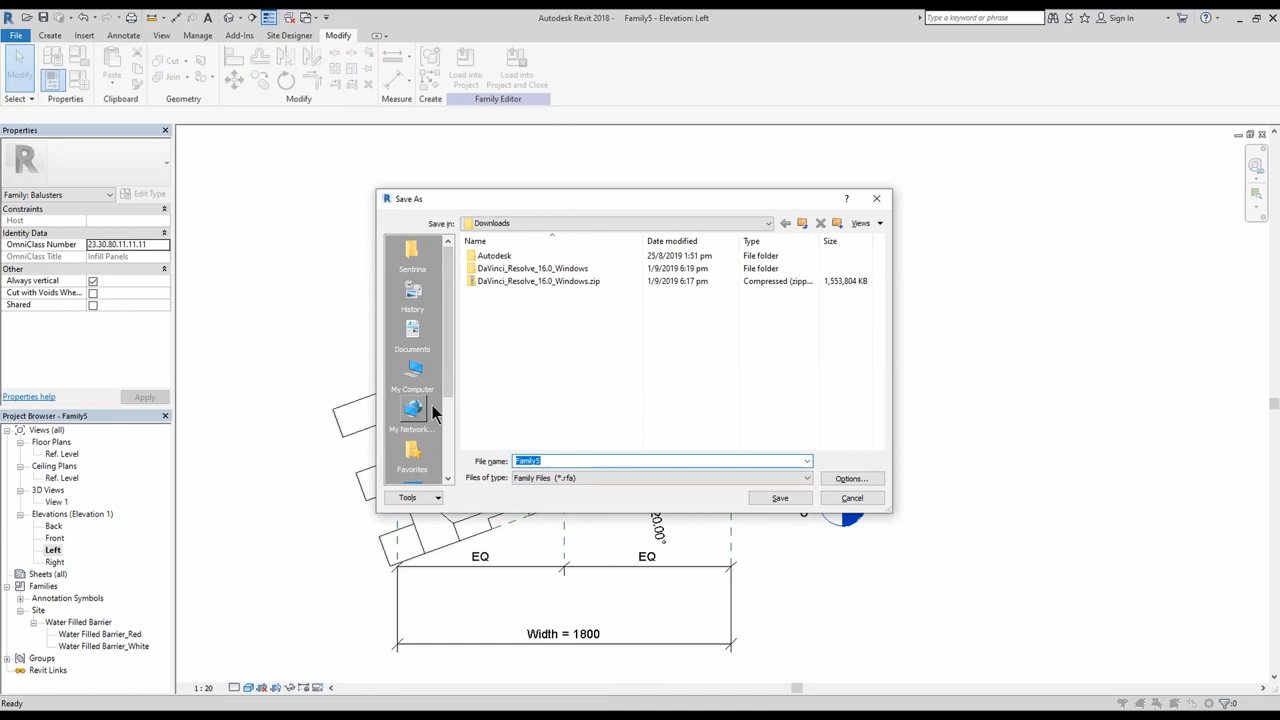 Autodesk Revit 2018 - Family5 - Elevation: Left
Type a keyword or phrase
Sign In
File Create Insert Annotate View Manage Add-Ins Site Designer Modify
Modify
Paste
Cut
Join
Load into Project
Load into Project and Close
Select Properties Clipboard Geometry Modify Measure Create Family Editor
Properties
Family: Balusters
Edit Type
Constraints
Host
Identity Data
OmniClass Number 23.30.80.11.11.11
OmniClass Title Infill Panels
Other
Always vertical
Cut with Voids Whe...
Shared
Properties help
Apply
Project Browser - Family5
Views (all)
Floor Plans
Ref. Level
Ceiling Plans
Ref. Level
3D Views
View 1
Elevations (Elevation 1)
Back
Front
Left
Right
Sheets (all)
Families
Annotation Symbols
Site
Water Filled Barrier
Water Filled Barrier_Red
Water Filled Barrier_White
Groups
Revit Links
Save As
Save in: Downloads
Views
Name Date modified Type Size
Autodesk 25/8/2019 1:51 pm File folder
DaVinci_Resolve_16.0_Windows 1/9/2019 6:19 pm File folder
DaVinci_Resolve_16.0_Windows.zip 1/9/2019 6:17 pm Compressed (zipp... 1,553,804 KB
Sentrina
History
Documents
My Computer
My Network...
Favorites
File name: Family5
Files of type: Family Files (*.rfa)
Options...
Tools
Save
Cancel
20.00°
EQ EQ
Width = 1800
1 : 20
Ready
:0